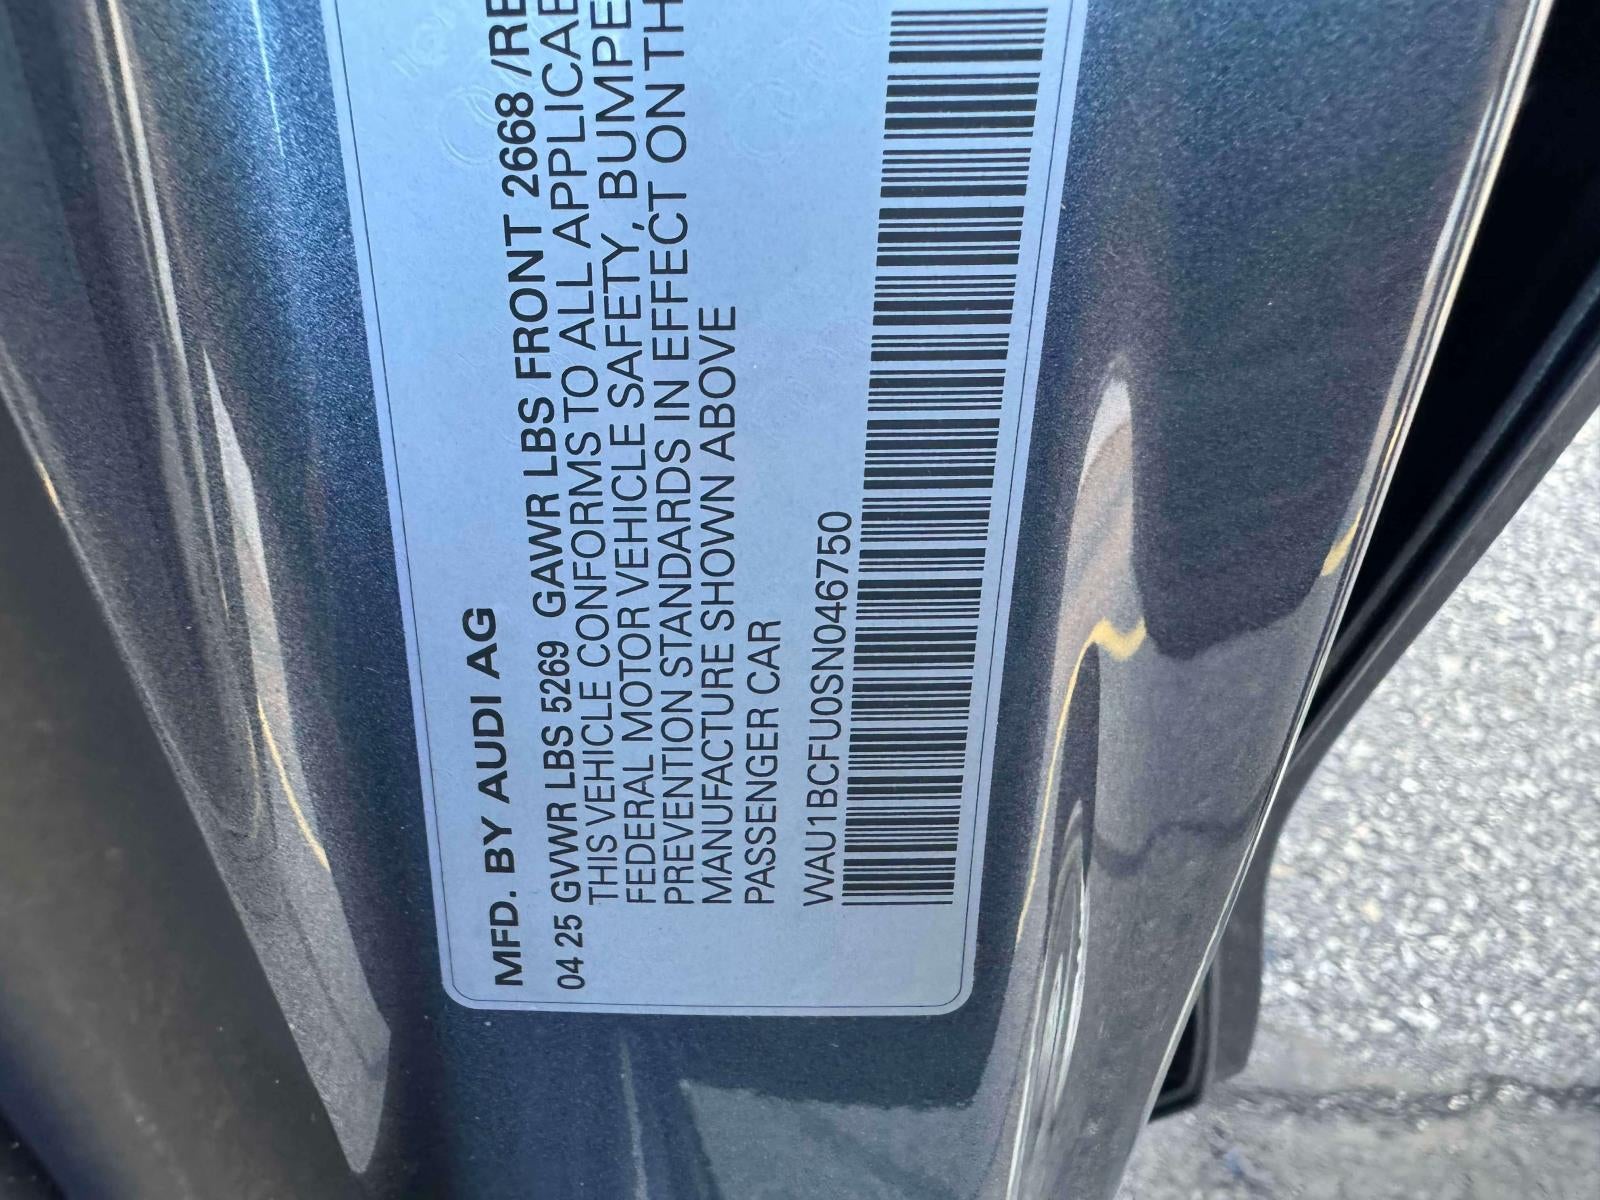 MFD. BY AUDI AG
04 25 GVWR LBS 5269 GAWR LBS FRONT 2668 /RE
THIS VEHICLE CONFORMS TO ALL APPLICAB
FEDERAL MOTOR VEHICLE SAFETY, BUMPE
PREVENTION STANDARDS IN EFFECT ON TH
MANUFACTURE SHOWN ABOVE
PASSENGER CAR
WAU1BCFU0SN046750